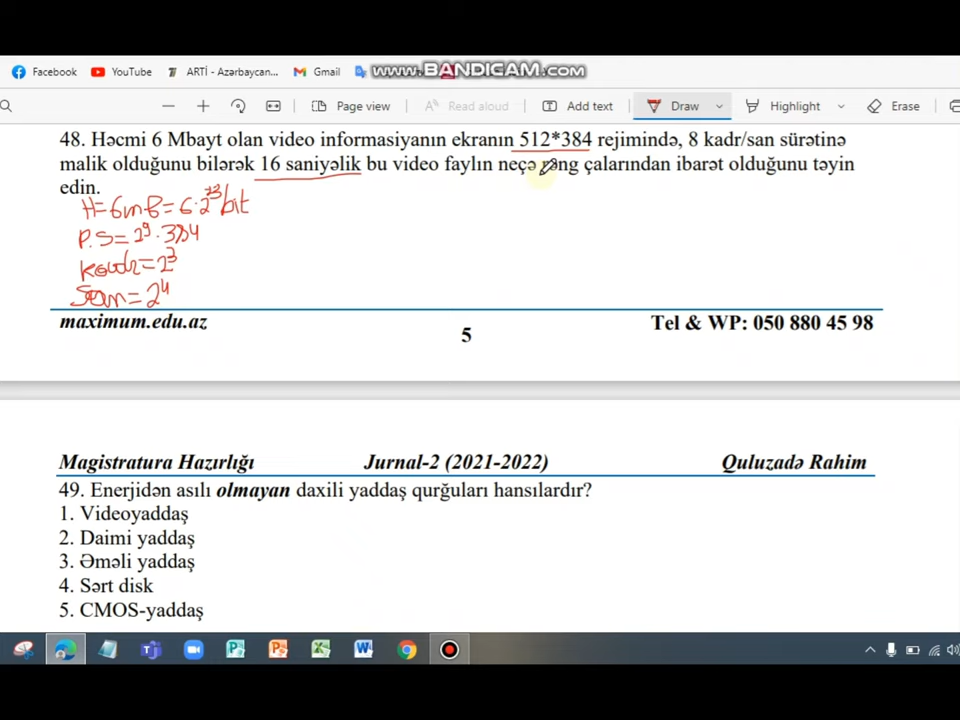 Facebook YouTube ARTİ - Azərbaycan... Gmail www.BANDICAM.com
Page view Read aloud Add text Draw Highlight Erase
48. Həcmi 6 Mbayt olan video informasiyanın ekranın 512*384 rejimində, 8 kadr/san sürətinə
malik olduğunu bilərək 16 saniyəlik bu video faylın neçə rəng çalarından ibarət olduğunu təyin
edin.
H=6mB=6·2²³bit
P.S=2⁹·384
Kadr=2³
San=2⁴
maximum.edu.az
5
Tel & WP: 050 880 45 98
Magistratura Hazırlığı Jurnal-2 (2021-2022) Quluzadə Rahim
49. Enerjidən asılı olmayan daxili yaddaş qurğuları hansılardır?
1. Videoyaddaş
2. Daimi yaddaş
3. Əməli yaddaş
4. Sərt disk
5. CMOS-yaddaş